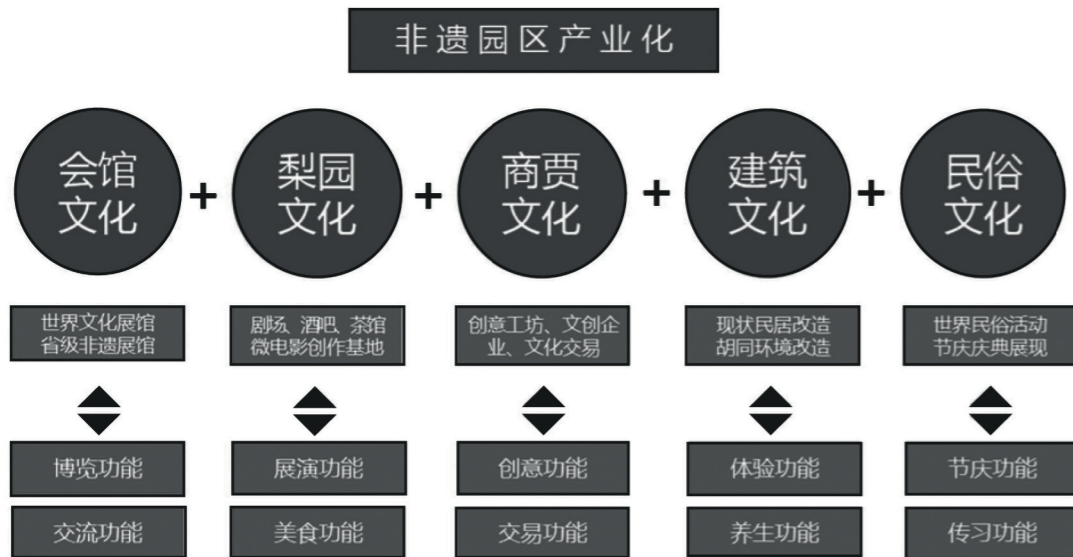 非遗园区产业化
会馆
文化
+
梨园
文化
+
商贾
文化
+
建筑
文化
+
民俗
文化
世界文化展馆
省级非遗展馆
剧场、酒吧、茶馆
微电影创作基地
创意工坊、文创企
业、文化交易
现状民居改造
胡同环境改造
世界民俗活动
节庆庆典展现
博览功能
展演功能
创意功能
体验功能
节庆功能
交流功能
美食功能
交易功能
养生功能
传习功能